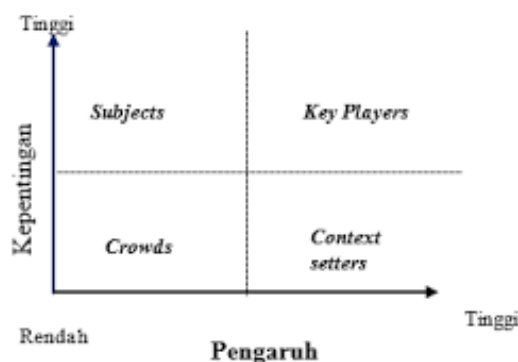 Tinggi
Subjects
Key Players
Kepentingan
Crowds
Context
setters
Tinggi
Rendah
Pengaruh